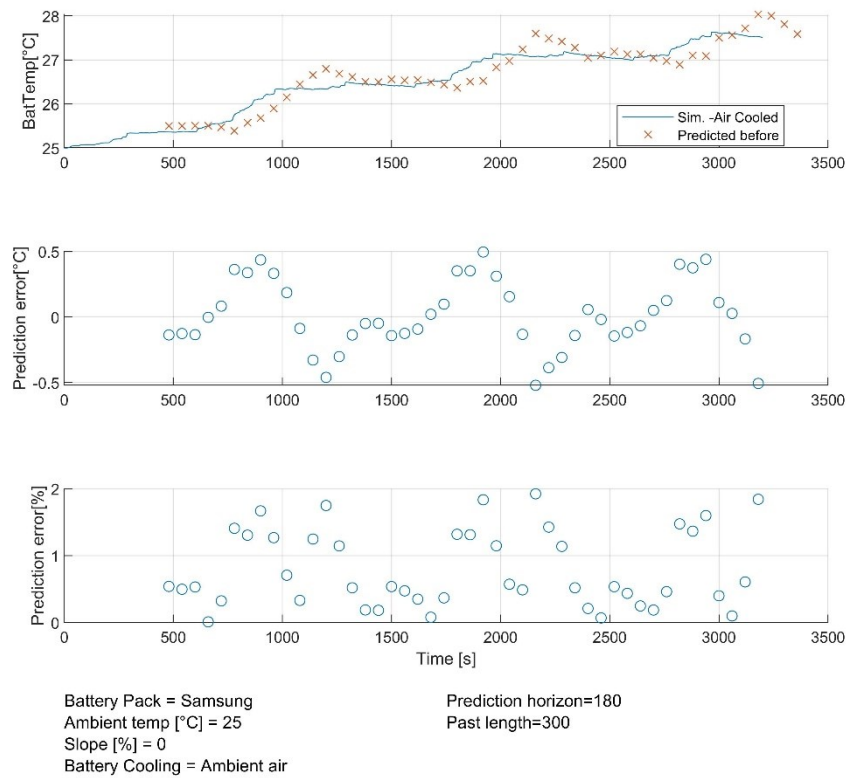 28
27
26
25
BatTemp[°C]
Sim. -Air Cooled
Predicted before
0 500 1000 1500 2000 2500 3000 3500
0.5
0
-0.5
Prediction error[°C]
0 500 1000 1500 2000 2500 3000 3500
2
1
0
Prediction error[%]
0 500 1000 1500 2000 2500 3000 3500
Time [s]
Battery Pack = Samsung
Ambient temp [°C] = 25
Slope [%] = 0
Battery Cooling = Ambient air
Prediction horizon=180
Past length=300